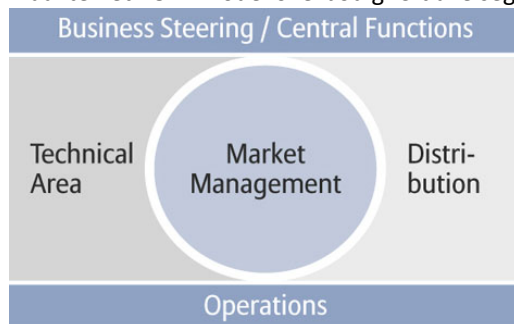 Business Steering / Central Functions
Technical
Area
Market
Management
Distri-
bution
Operations